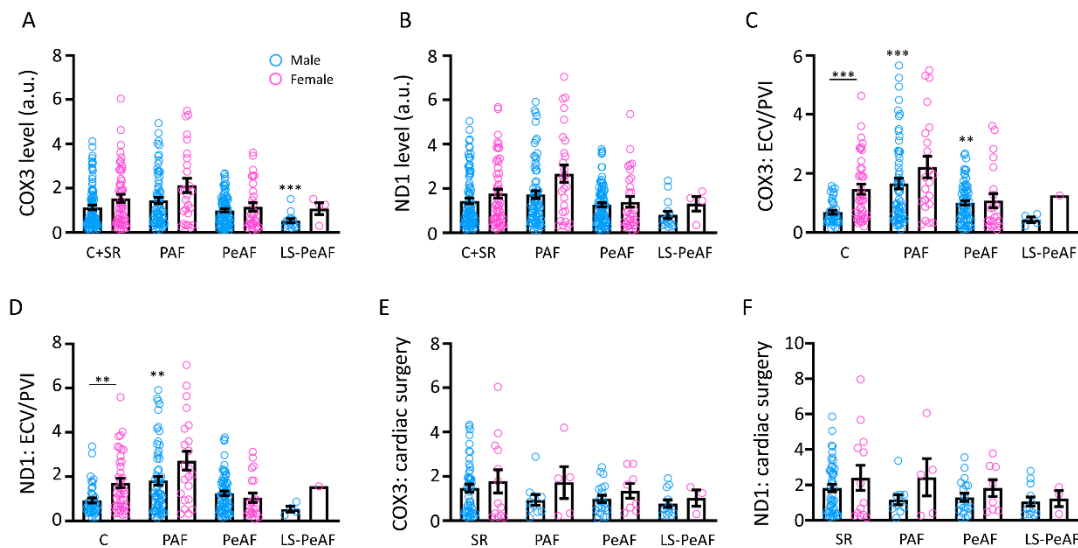 A
COX3 level (a.u.)
8
6
4
2
0
Male
Female
***
C+SR PAF PeAF LS-PeAF
B
ND1 level (a.u.)
8
6
4
2
0
C+SR PAF PeAF LS-PeAF
C
COX3: ECV/PVI
6
4
2
0
***
***
**
C PAF PeAF LS-PeAF
D
ND1: ECV/PVI
8
6
4
2
0
**
**
C PAF PeAF LS-PeAF
E
COX3: cardiac surgery
8
6
4
2
0
SR PAF PeAF LS-PeAF
F
ND1: cardiac surgery
10
8
6
4
2
0
SR PAF PeAF LS-PeAF